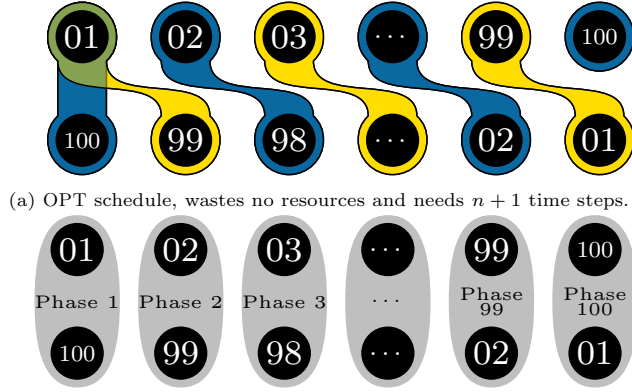 01 02 03 ··· 99 100
100 99 98 ··· 02 01
(a) OPT schedule, wastes no resources and needs n + 1 time steps.
01 02 03 ··· 99 100
Phase 1 Phase 2 Phase 3 ··· Phase 99 Phase 100
100 99 98 ··· 02 01